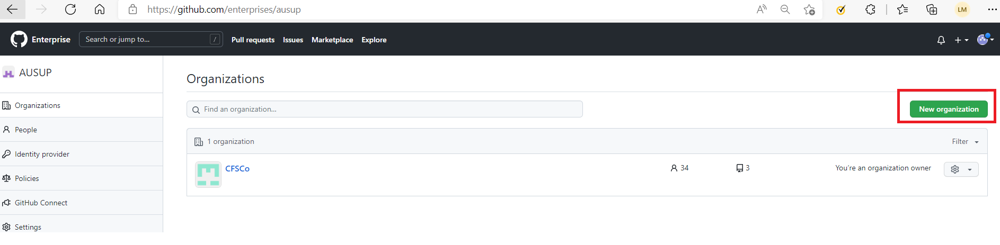 https://github.com/enterprises/ausup
LM
Enterprise
Search or jump to...
/
Pull requests
Issues
Marketplace
Explore
AUSUP
Organizations
People
Identity provider
Policies
GitHub Connect
Settings
Organizations
Find an organization...
New organization
1 organization
Filter
CFSCo
34
3
You're an organization owner